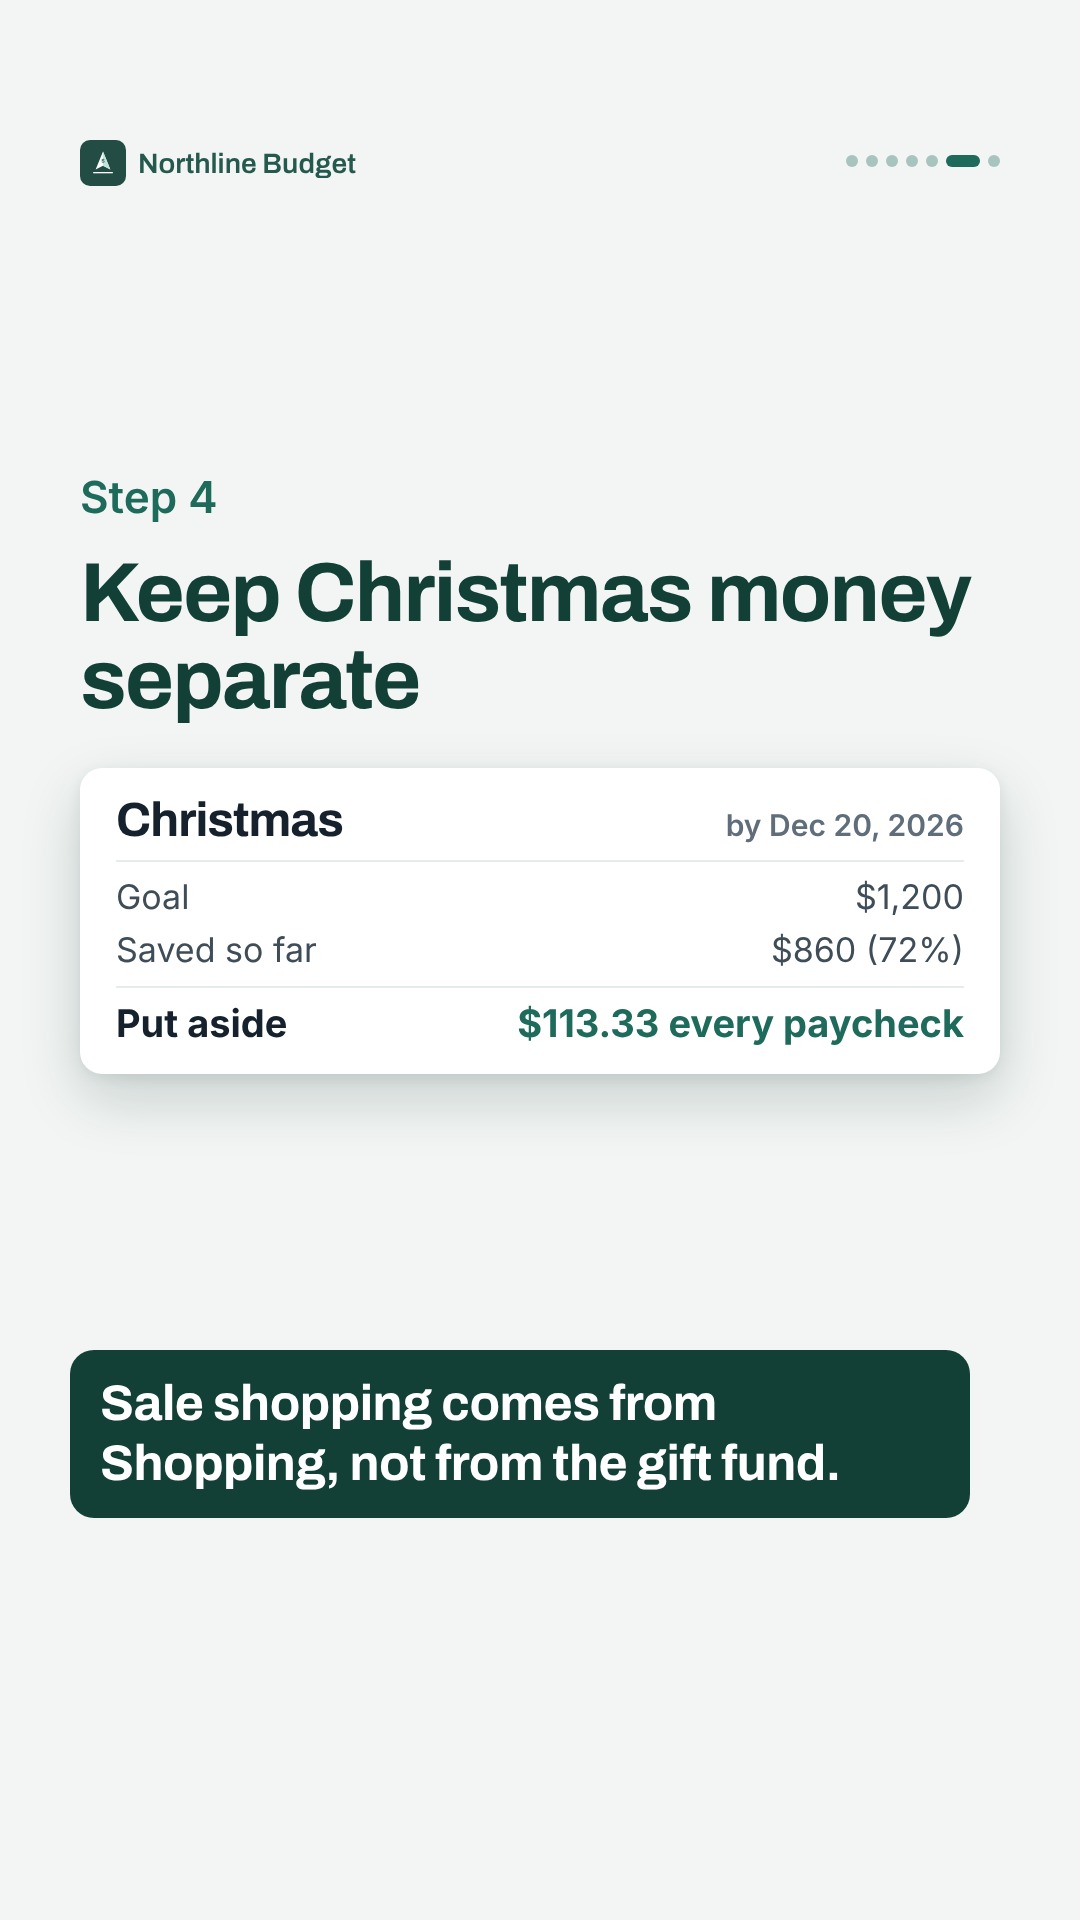 Northline Budget
Step 4
Keep Christmas money
separate
Christmas by Dec 20, 2026
Goal $1,200
Saved so far $860 (72%)
Put aside $113.33 every paycheck
Sale shopping comes from
Shopping, not from the gift fund.